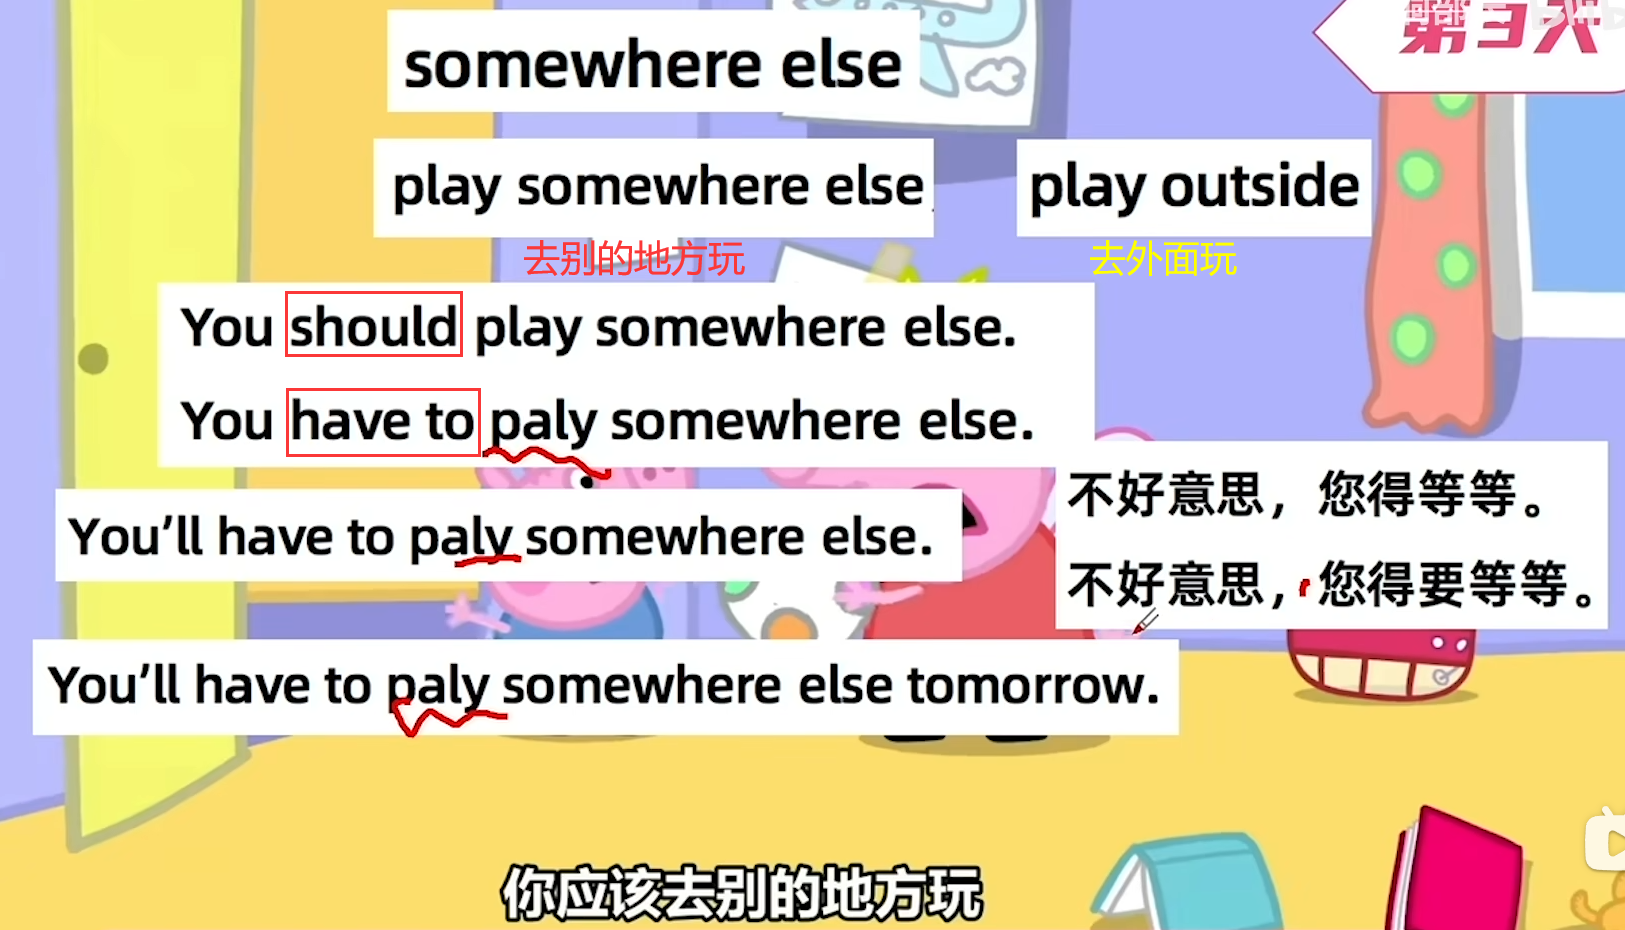 第3天
somewhere else
play somewhere else
play outside
去别的地方玩
去外面玩
You should play somewhere else.
You have to paly somewhere else.
不好意思，您得等等。
You’ll have to paly somewhere else.
不好意思，您得要等等。
You’ll have to paly somewhere else tomorrow.
你应该去别的地方玩